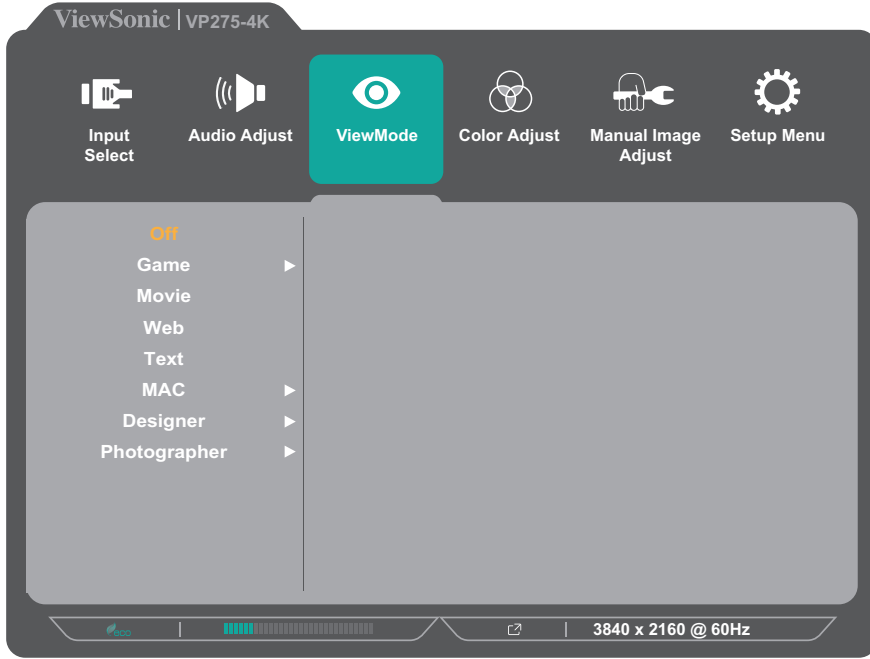 ViewSonic | VP275-4K
Input Select
Audio Adjust
ViewMode
Color Adjust
Manual Image Adjust
Setup Menu
Off
Game
Movie
Web
Text
MAC
Designer
Photographer
eco
3840 x 2160 @ 60Hz